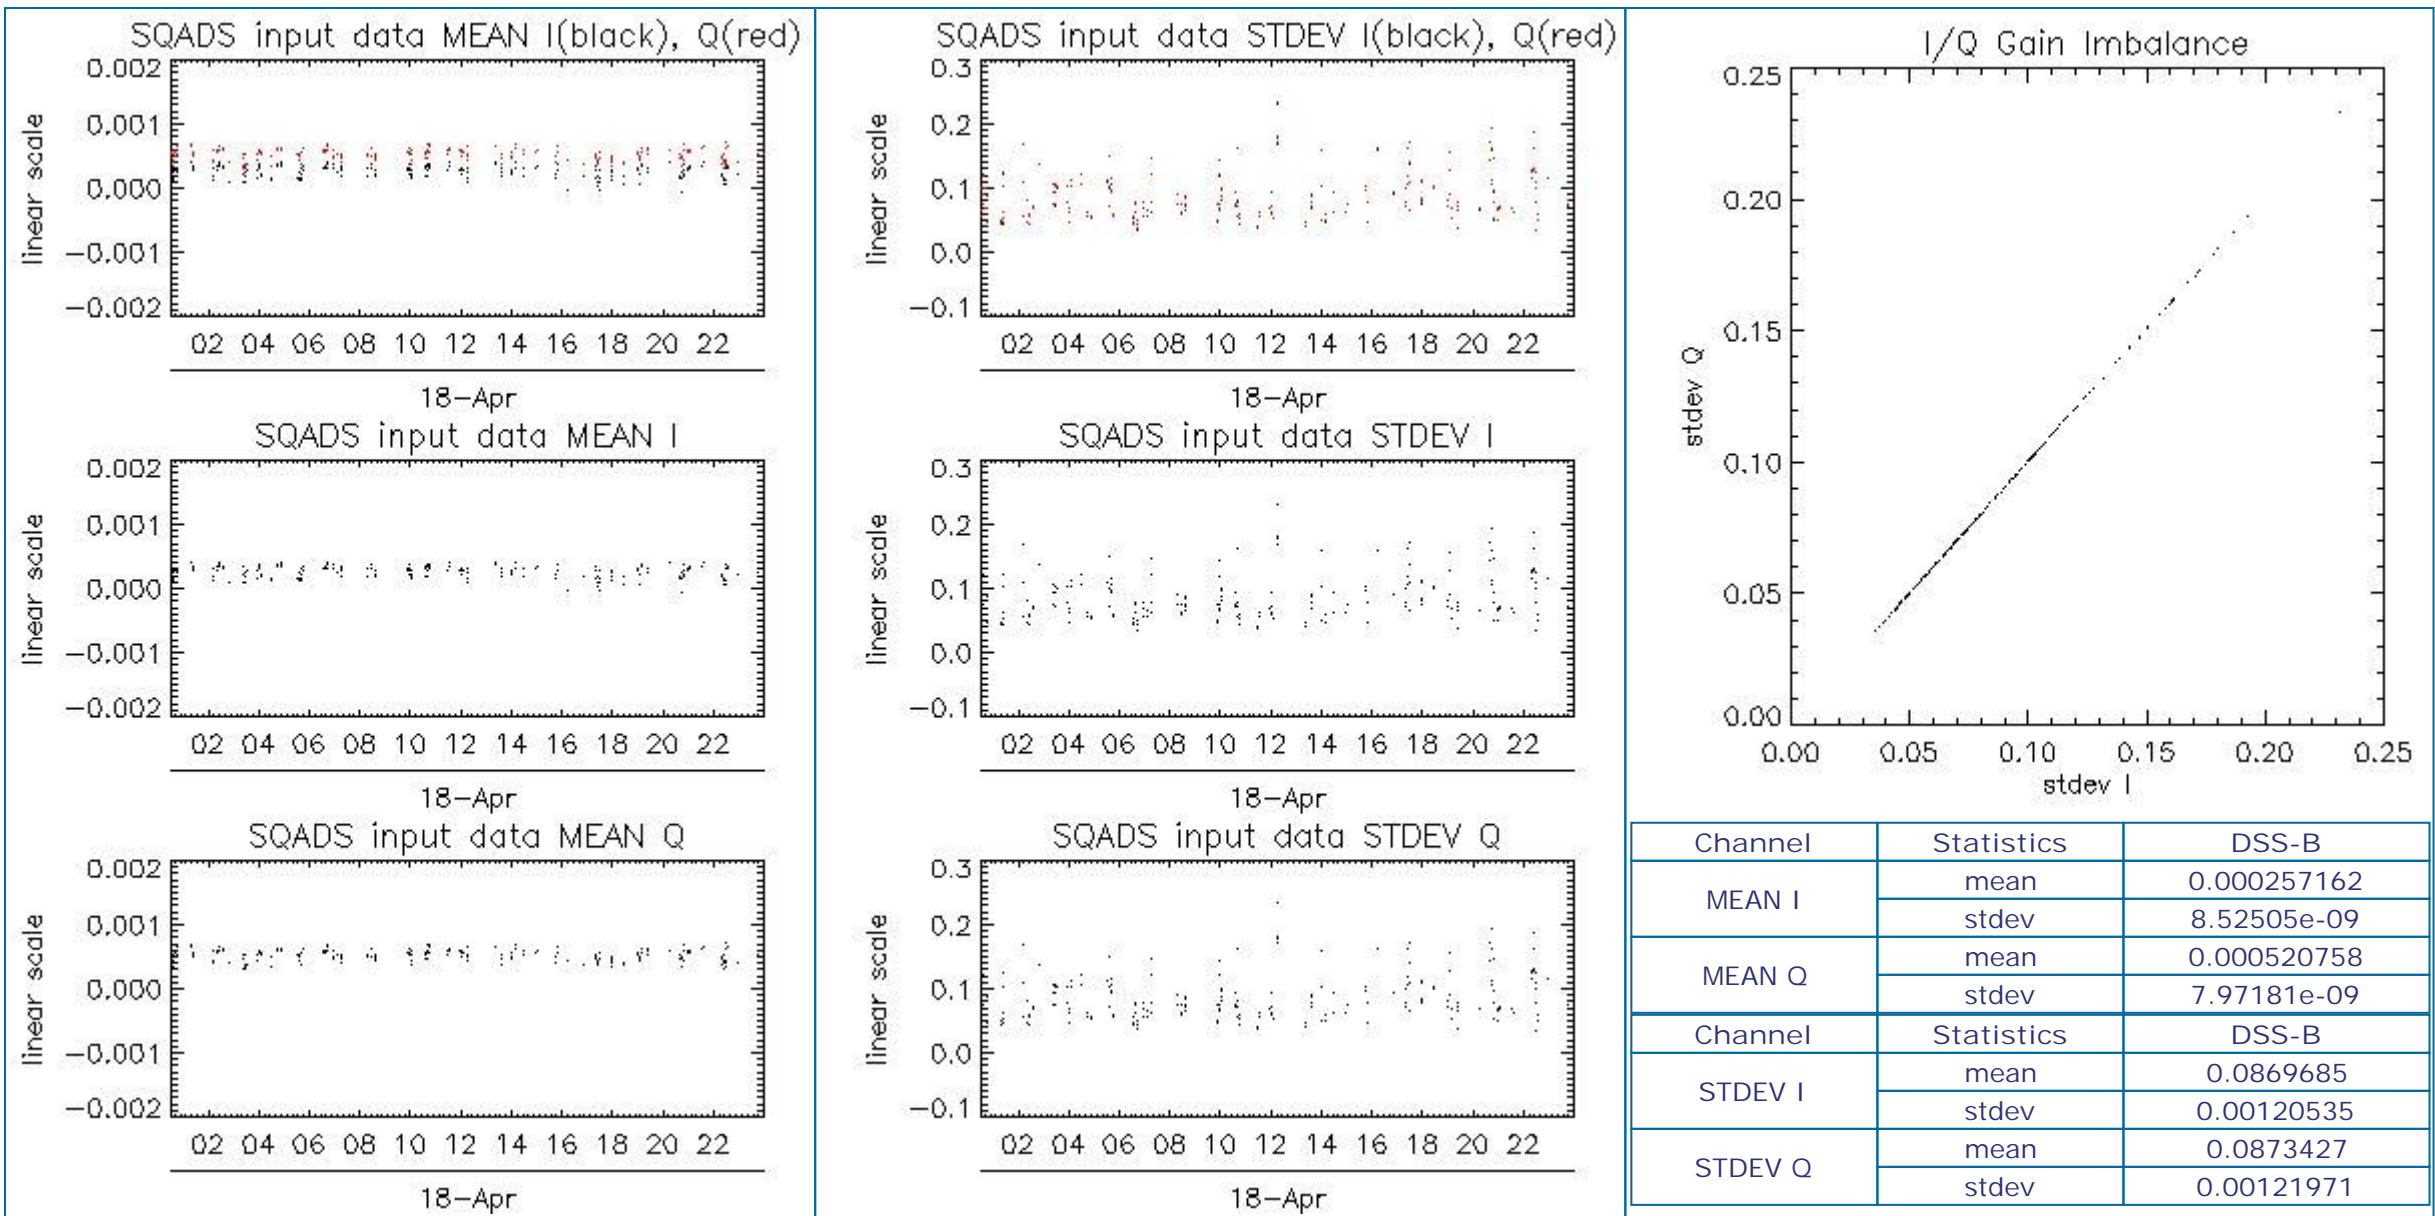 SQADS input data MEAN I(black), Q(red)
0.002
0.001
0.000
−0.001
−0.002
linear scale
02 04 06 08 10 12 14 16 18 20 22
18−Apr
SQADS input data MEAN I
0.002
0.001
0.000
−0.001
−0.002
linear scale
02 04 06 08 10 12 14 16 18 20 22
18−Apr
SQADS input data MEAN Q
0.002
0.001
0.000
−0.001
−0.002
linear scale
02 04 06 08 10 12 14 16 18 20 22
18−Apr
SQADS input data STDEV I(black), Q(red)
0.3
0.2
0.1
0.0
−0.1
linear scale
02 04 06 08 10 12 14 16 18 20 22
18−Apr
SQADS input data STDEV I
0.3
0.2
0.1
0.0
−0.1
linear scale
02 04 06 08 10 12 14 16 18 20 22
18−Apr
SQADS input data STDEV Q
0.3
0.2
0.1
0.0
−0.1
linear scale
02 04 06 08 10 12 14 16 18 20 22
18−Apr
I/Q Gain Imbalance
0.25
0.20
0.15
0.10
0.05
0.00
stdev Q
0.00 0.05 0.10 0.15 0.20 0.25
stdev I
Channel Statistics DSS-B
MEAN I mean 0.000257162
stdev 8.52505e-09
MEAN Q mean 0.000520758
stdev 7.97181e-09
Channel Statistics DSS-B
STDEV I mean 0.0869685
stdev 0.00120535
STDEV Q mean 0.0873427
stdev 0.00121971